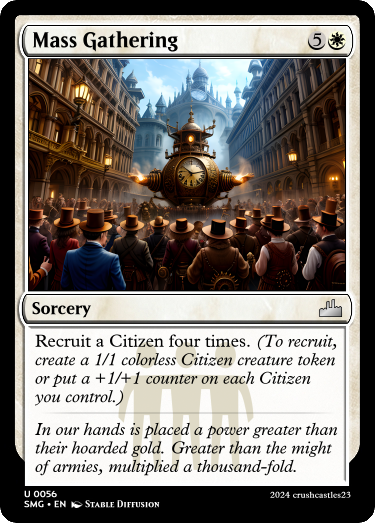 Mass Gathering 5
Sorcery
Recruit a Citizen four times. (To recruit,
create a 1/1 colorless Citizen creature token
or put a +1/+1 counter on each Citizen
you control.)
In our hands is placed a power greater than
their hoarded gold. Greater than the might
of armies, multiplied a thousand-fold.
U 0056
SMG • EN Stable Diffusion 2024 crushcastles23